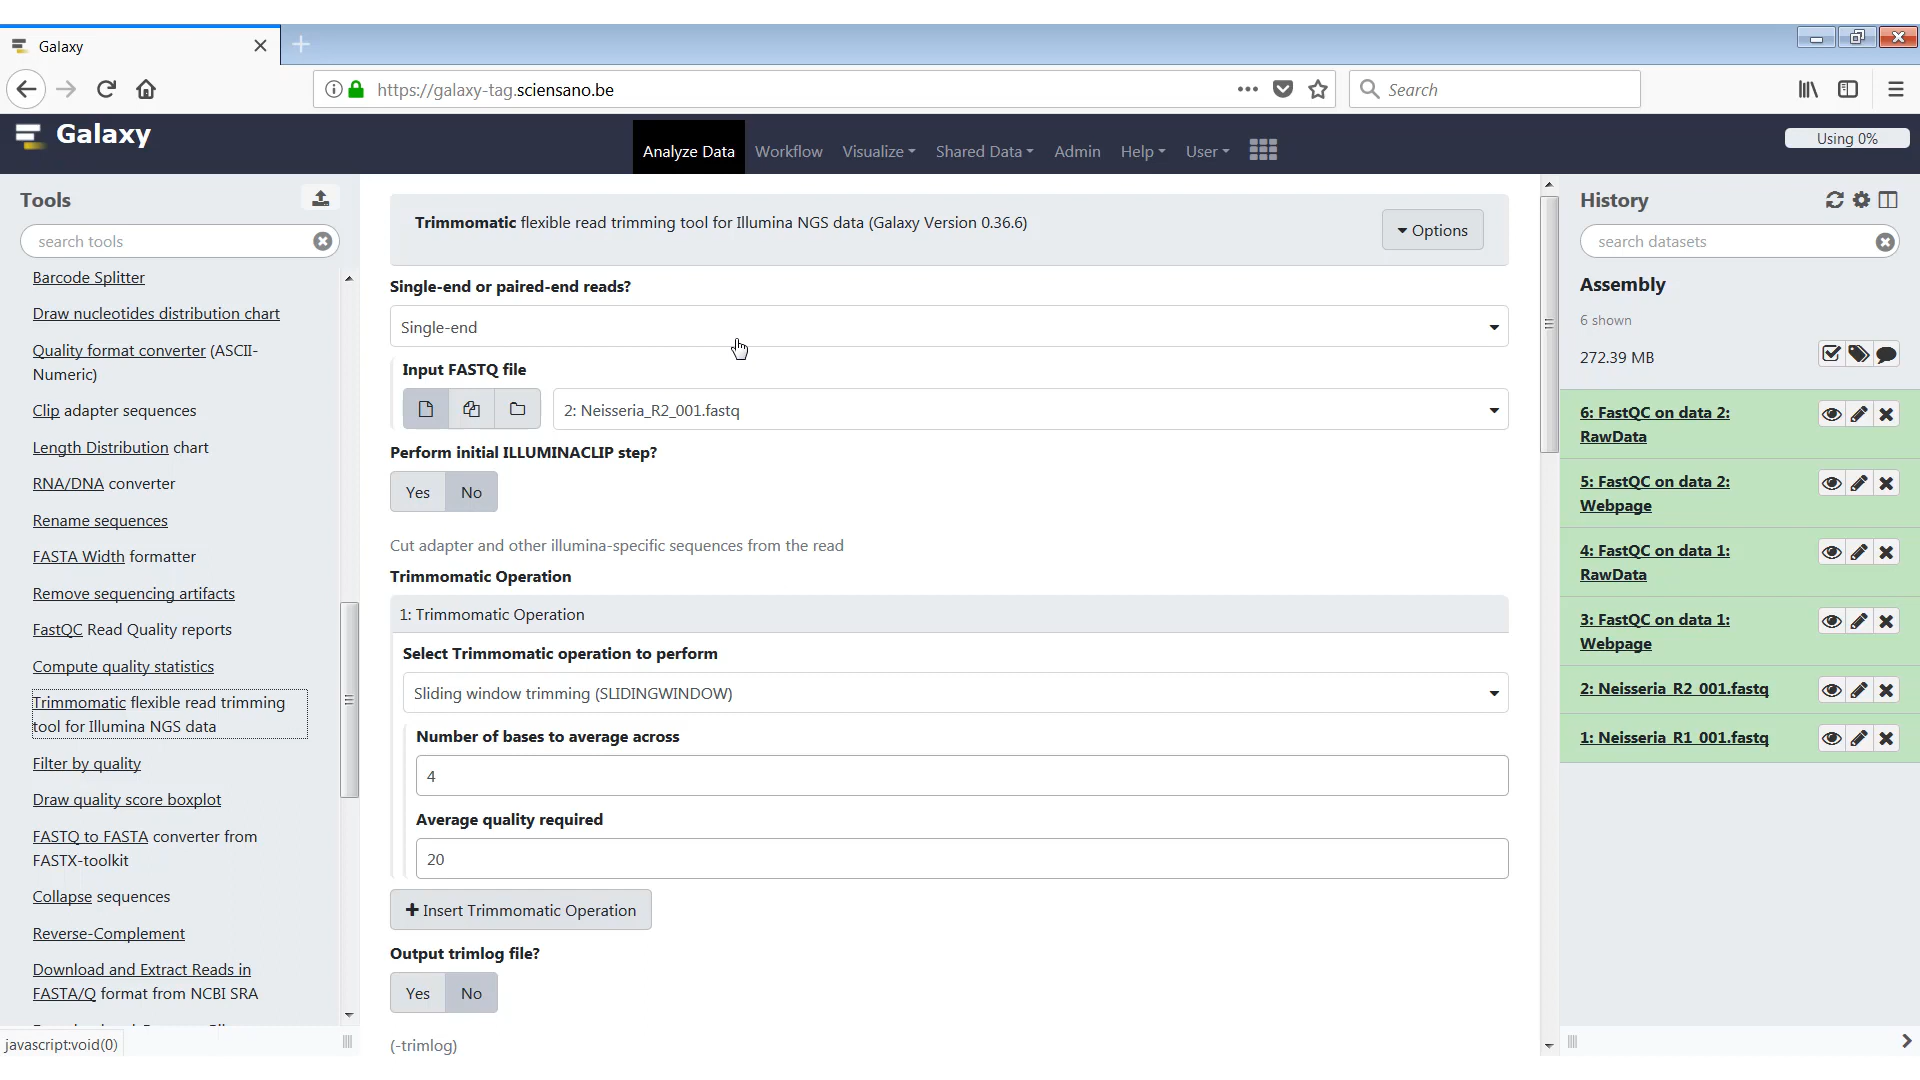 Galaxy
https://galaxy-tag.sciensano.be
Search
Galaxy
Analyze Data
Workflow
Visualize
Shared Data
Admin
Help
User
Using 0%
Tools
search tools
Barcode Splitter
Draw nucleotides distribution chart
Quality format converter (ASCII-
Numeric)
Clip adapter sequences
Length Distribution chart
RNA/DNA converter
Rename sequences
FASTA Width formatter
Remove sequencing artifacts
FastQC Read Quality reports
Compute quality statistics
Trimmomatic flexible read trimming
tool for Illumina NGS data
Filter by quality
Draw quality score boxplot
FASTQ to FASTA converter from
FASTX-toolkit
Collapse sequences
Reverse-Complement
Download and Extract Reads in
FASTA/Q format from NCBI SRA
javascript:void(0)
Trimmomatic flexible read trimming tool for Illumina NGS data (Galaxy Version 0.36.6)
Options
Single-end or paired-end reads?
Single-end
Input FASTQ file
2: Neisseria_R2_001.fastq
Perform initial ILLUMINACLIP step?
Yes No
Cut adapter and other illumina-specific sequences from the read
Trimmomatic Operation
1: Trimmomatic Operation
Select Trimmomatic operation to perform
Sliding window trimming (SLIDINGWINDOW)
Number of bases to average across
4
Average quality required
20
Insert Trimmomatic Operation
Output trimlog file?
Yes No
(-trimlog)
History
search datasets
Assembly
6 shown
272.39 MB
6: FastQC on data 2:
RawData
5: FastQC on data 2:
Webpage
4: FastQC on data 1:
RawData
3: FastQC on data 1:
Webpage
2: Neisseria_R2_001.fastq
1: Neisseria_R1_001.fastq